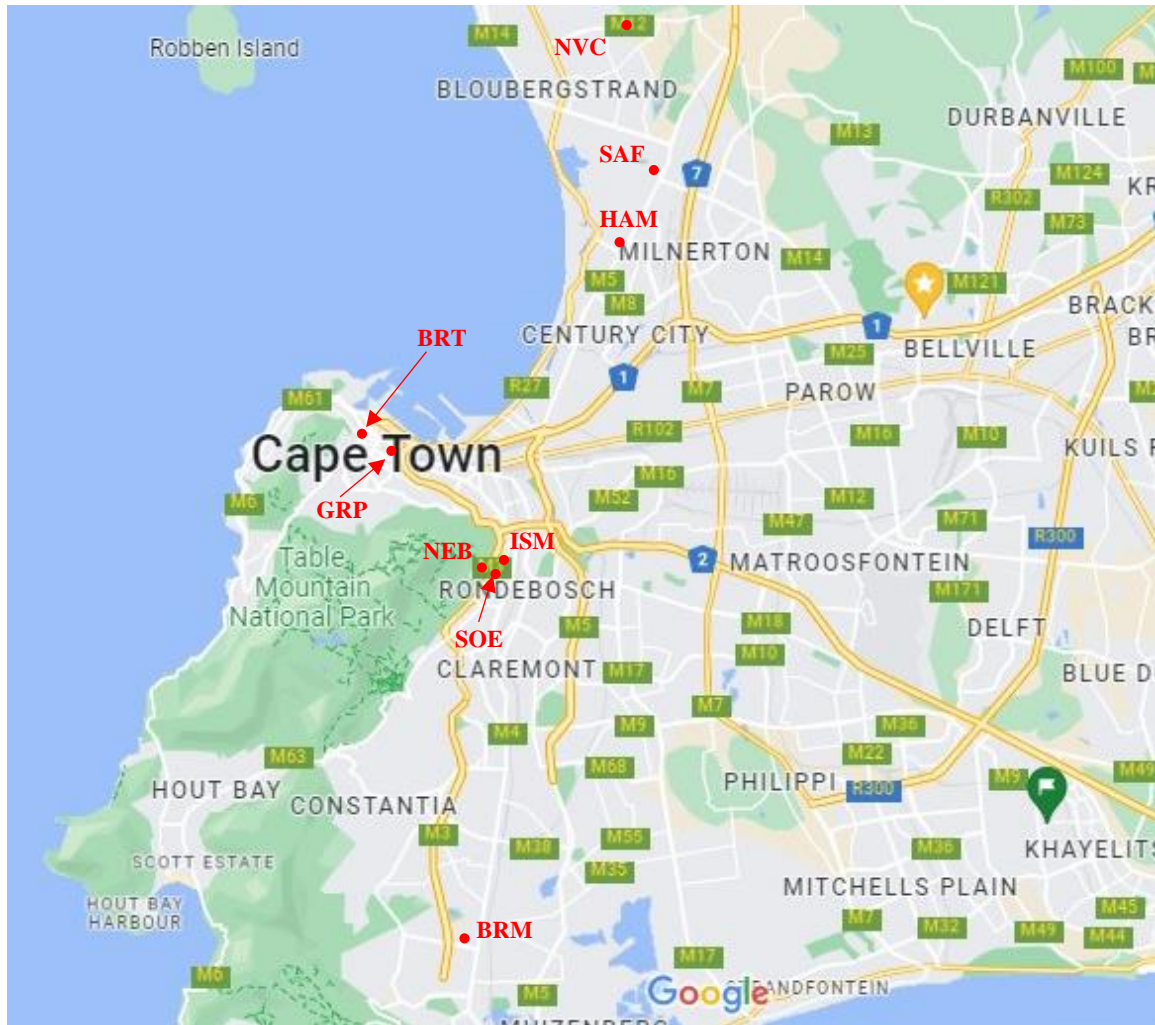 M14
M12
Robben Island
NVC
M100
BLOUBERGSTRAND
DURBANVILLE
M13
SAF
7
M124
KR
R302
HAM
M73
MILNERTON
M14
M5
M121
M8
BRACK
CENTURY CITY
1
BRT
BELLVILLE
BR
M25
1
R27
M7
PAROW
M61
R102
M16
M10
Cape Town
KUILS R
M16
M6
M52
M12
GRP
M47
M71
R300
NEB
ISM
Table
Mountain
National Park
2
MATROOSFONTEIN
RONDEBOSCH
M171
SOE
M5
M18
DELFT
M10
CLAREMONT
M17
BLUE D
M7
M4
M9
M36
M63
M22
M68
M9
M49
HOUT BAY
PHILIPPI
R300
CONSTANTIA
M3
M55
M38
M36
KHAYELITS
SCOTT ESTATE
M35
MITCHELLS PLAIN
HOUT BAY
HARBOUR
M45
M7
M32
M49
M44
BRM
M17
M6
M5
Google